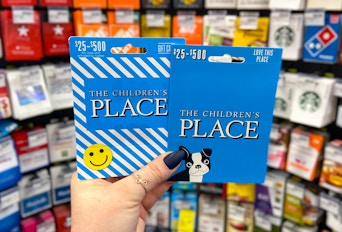 $25-$500
GIFT
THE CHILDREN'S
PLACE
$25-$500
LOVE THIS
PLACE
THE CHILDREN'S
PLACE